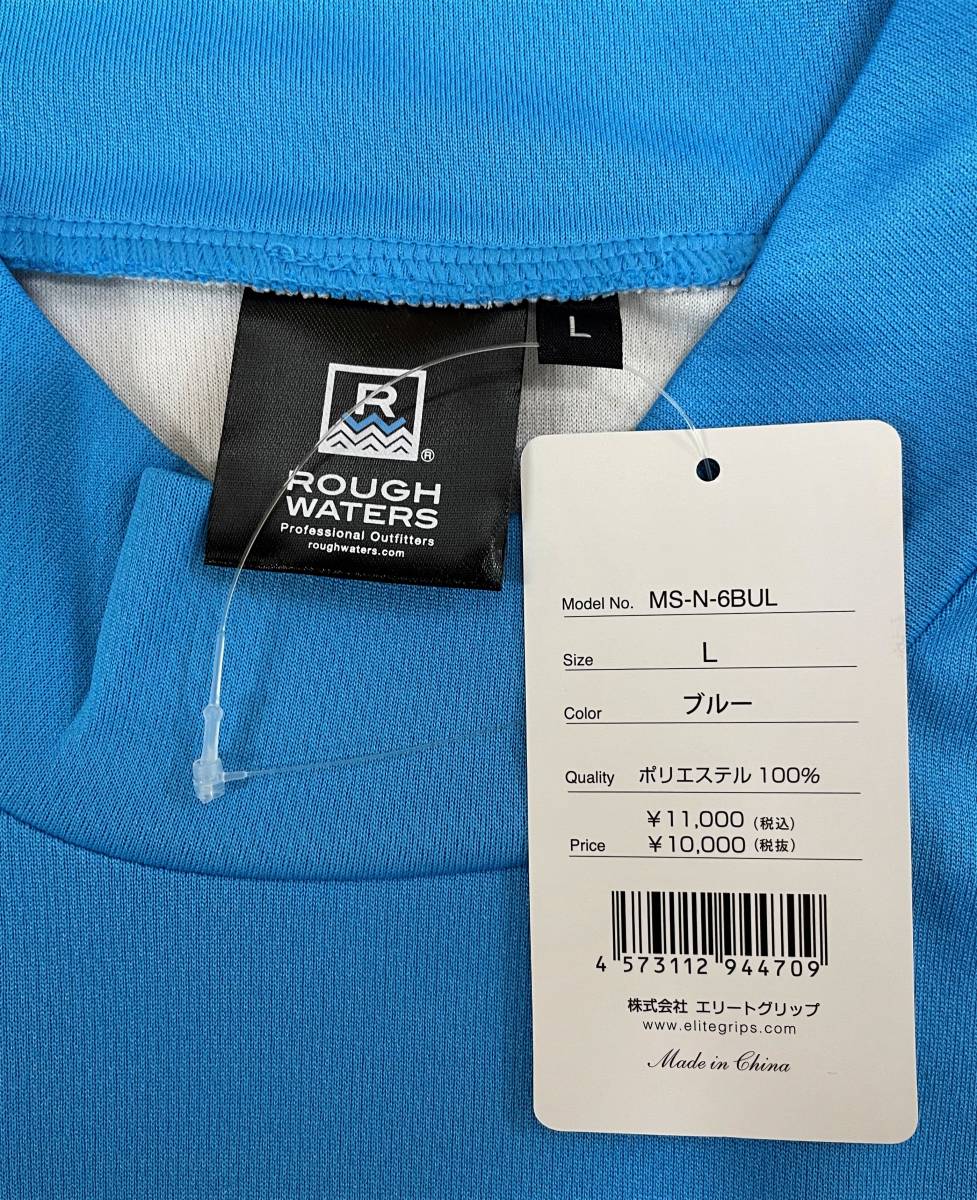 L
R
®
ROUGH
WATERS
Professional Outfitters
roughwaters.com
Model No. MS-N-6BUL
Size L
Color ブルー
Quality ポリエステル 100%
¥11,000 (税込)
Price ¥10,000 (税抜)
4 573112 944709
株式会社 エリートグリップ
www.elitegrips.com
Made in China